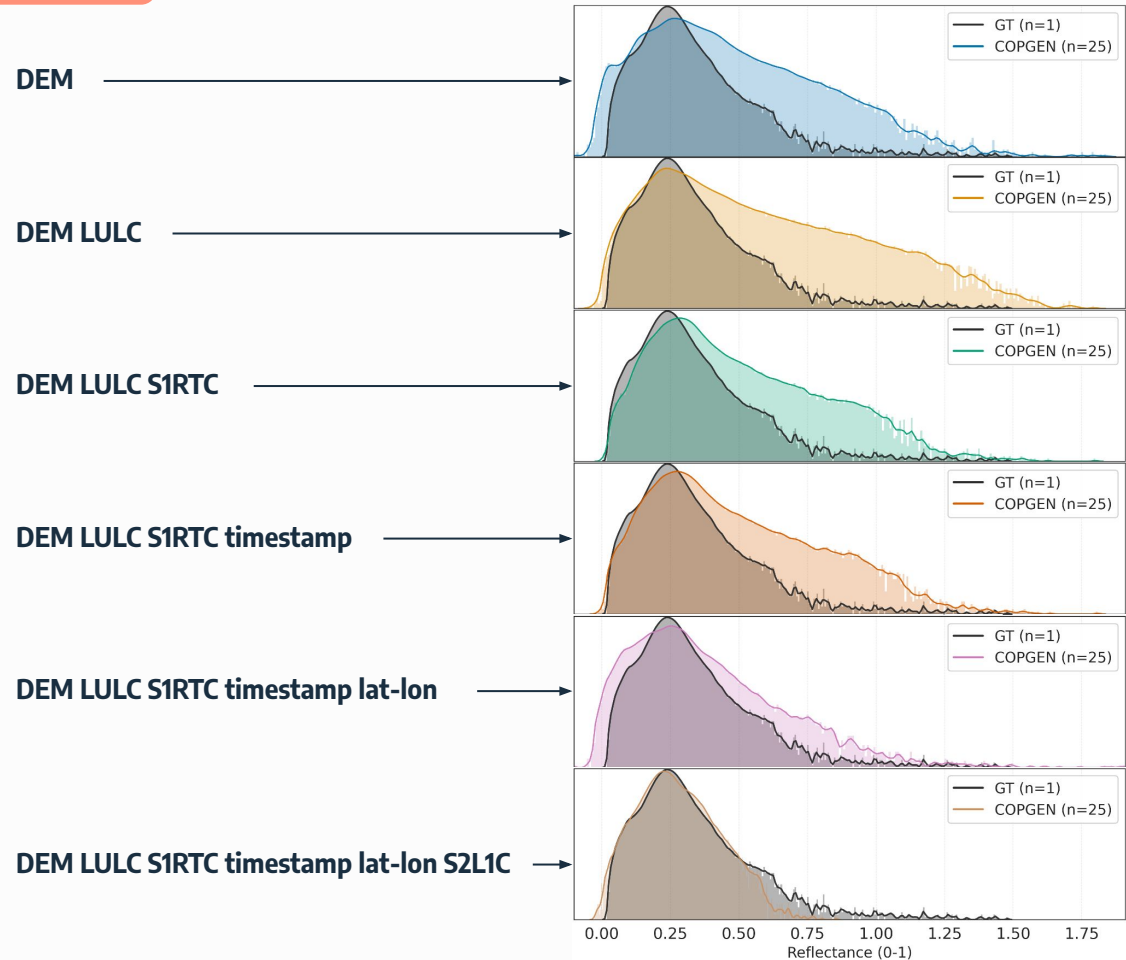 DEM
GT (n=1)
COPGEN (n=25)
DEM LULC
GT (n=1)
COPGEN (n=25)
DEM LULC S1RTC
GT (n=1)
COPGEN (n=25)
DEM LULC S1RTC timestamp
GT (n=1)
COPGEN (n=25)
DEM LULC S1RTC timestamp lat-lon
GT (n=1)
COPGEN (n=25)
DEM LULC S1RTC timestamp lat-lon S2L1C
GT (n=1)
COPGEN (n=25)
0.00 0.25 0.50 0.75 1.00 1.25 1.50 1.75
Reflectance (0-1)